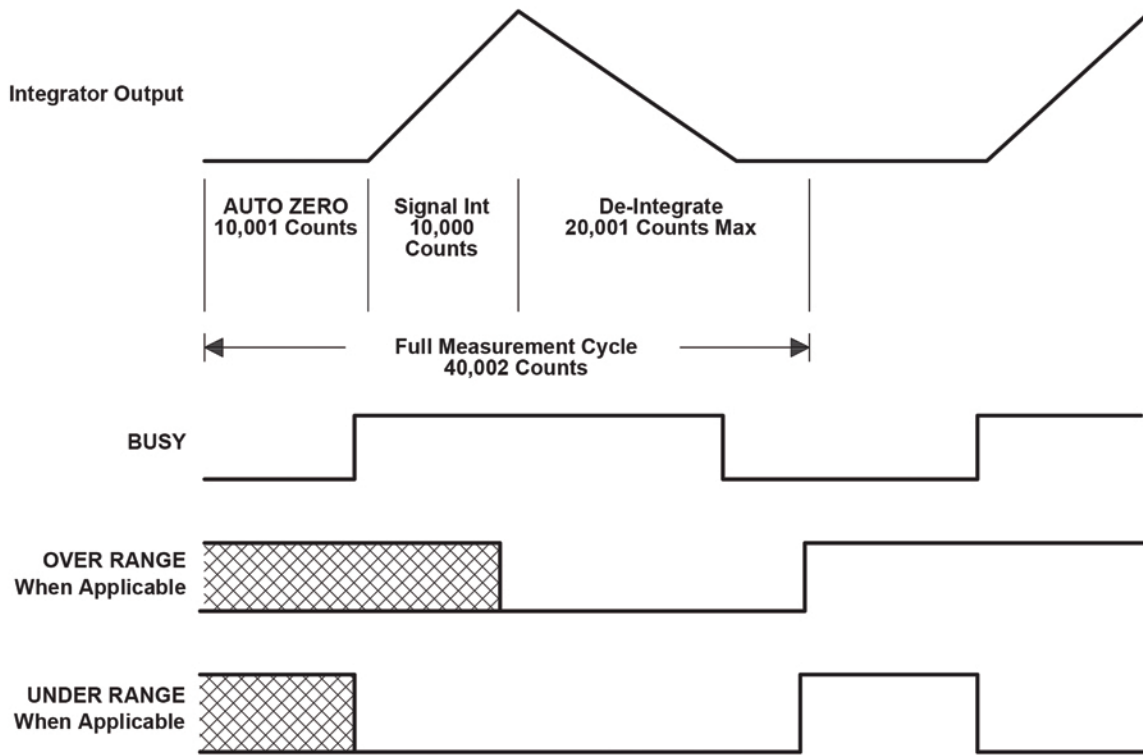 Integrator Output
AUTO ZERO
10,001 Counts
Signal Int
10,000
Counts
De-Integrate
20,001 Counts Max
Full Measurement Cycle
40,002 Counts
BUSY
OVER RANGE
When Applicable
UNDER RANGE
When Applicable